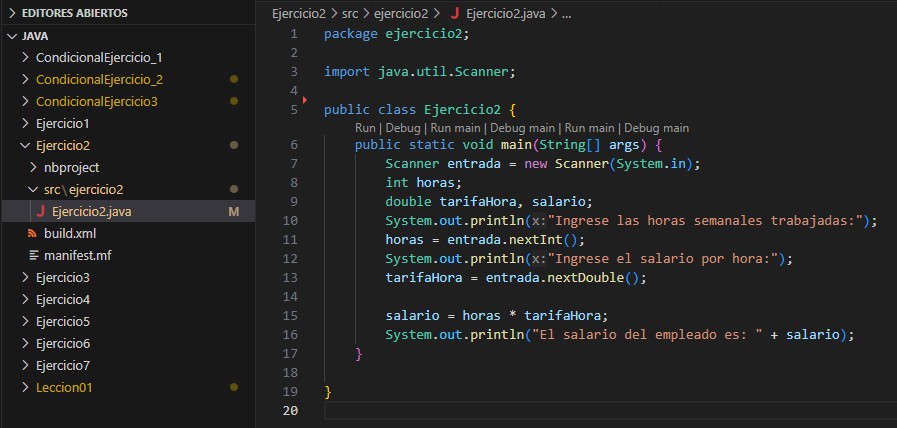 EDITORES ABIERTOS
JAVA
CondicionalEjercicio_1
CondicionalEjercicio_2
CondicionalEjercicio3
Ejercicio1
Ejercicio2
nbproject
src\ejercicio2
J Ejercicio2.java M
build.xml
manifest.mf
Ejercicio3
Ejercicio4
Ejercicio5
Ejercicio6
Ejercicio7
Leccion01
Ejercicio2 > src > ejercicio2 > J Ejercicio2.java > ...
1 package ejercicio2;
2
3 import java.util.Scanner;
4
5 public class Ejercicio2 {
Run | Debug | Run main | Debug main | Run main | Debug main
6 public static void main(String[] args) {
7 Scanner entrada = new Scanner(System.in);
8 int horas;
9 double tarifaHora, salario;
10 System.out.println(x:"Ingrese las horas semanales trabajadas:");
11 horas = entrada.nextInt();
12 System.out.println(x:"Ingrese el salario por hora:");
13 tarifaHora = entrada.nextDouble();
14
15 salario = horas * tarifaHora;
16 System.out.println("El salario del empleado es: " + salario);
17 }
18
19 }
20